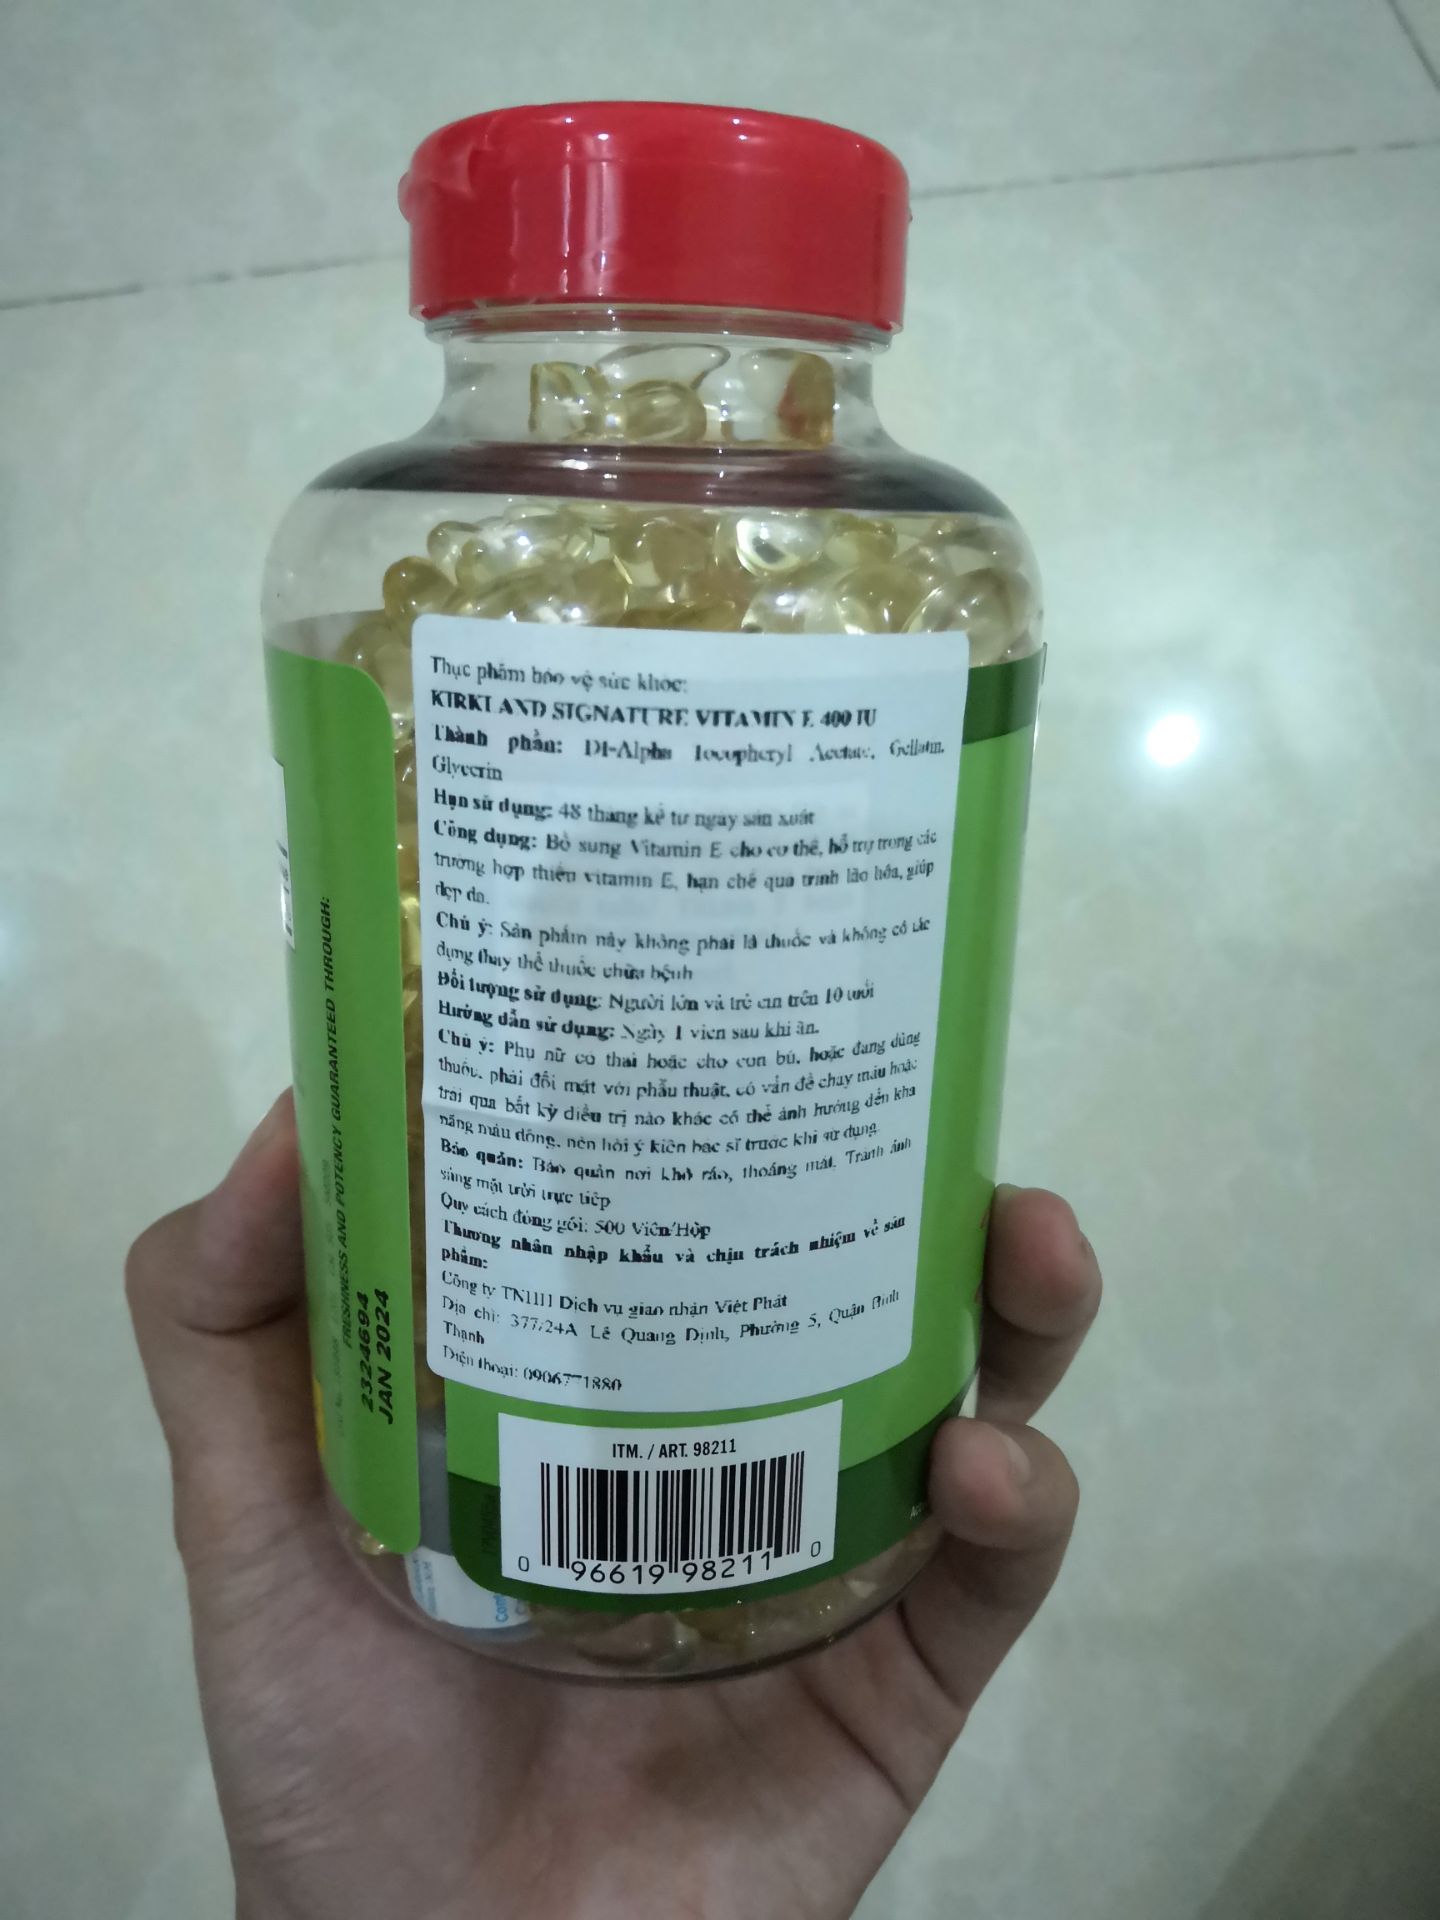 Thực phẩm bảo vệ sức khỏe:
KIRKLAND SIGNATURE VITAMIN E 400 IU
Thành phần: Dl-Alpha Tocopheryl Acetate, Gellatin,
Glycerin
Hạn sử dụng: 48 tháng kể từ ngày sản xuất
Công dụng: Bổ sung Vitamin E cho cơ thể, hỗ trợ trong các
trường hợp thiếu vitamin E, hạn chế quá trình lão hóa, giúp
đẹp da.
Chú ý: Sản phẩm này không phải là thuốc và không có tác
dụng thay thế thuốc chữa bệnh
Đối tượng sử dụng: Người lớn và trẻ em trên 10 tuổi
Hướng dẫn sử dụng: Ngày 1 viên sau khi ăn.
Chú ý: Phụ nữ có thai hoặc cho con bú, hoặc đang dùng
thuốc, phải đối mặt với phẫu thuật, có vấn đề chảy máu hoặc
trải qua bất kỳ điều trị nào khác có thể ảnh hưởng đến khả
năng máu đông, nên hỏi ý kiến bác sĩ trước khi sử dụng.
Bảo quản: Bảo quản nơi khô ráo, thoáng mát. Tránh ánh
sáng mặt trời trực tiếp
Quy cách đóng gói: 500 Viên/Hộp
Thương nhân nhập khẩu và chịu trách nhiệm về sản
phẩm:
Công ty TNHH Dịch vụ giao nhận Việt Phát
Địa chỉ: 377/24A Lê Quang Định, Phường 5, Quận Bình
Thạnh
Điện thoại: 0906771880
FRESHNESS AND POTENCY GUARANTEED THROUGH:
2324694
JAN 2024
ITM. / ART. 98211
0 96619 98211 0